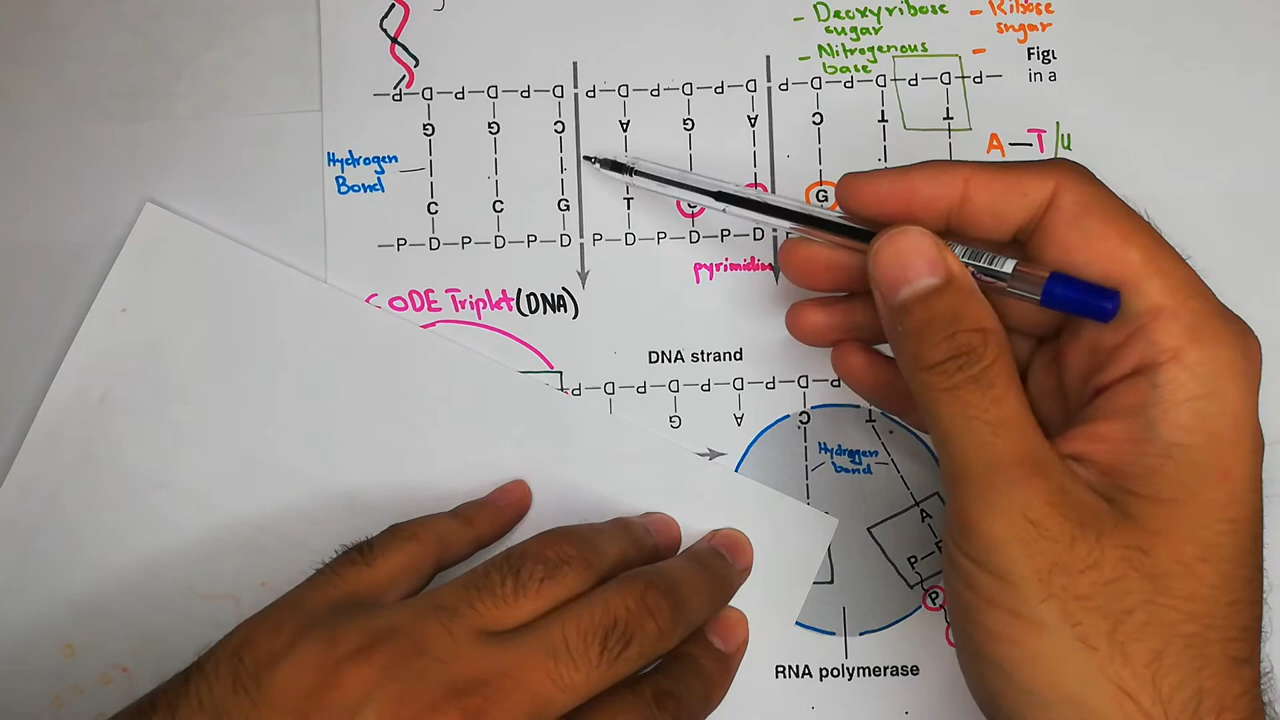 - Deoxyribose
sugar
- Nitrogenous
base
- Ribose
sugar
-
in a
P-D-P-D-P-D P-D-P-D-P-D P-D-P-D-P-D-P-
G G C A G A C T T
Hydrogen
Bond
A-T/U
C C G T G
-P-D-P-D-P-D P-D-P-D-P-D
pyrimidine
CODE Triplet (DNA)
DNA strand
P-D-P-D-P-D-P-D-P
G A C T
Hydrogen
bond
A
P-
P
RNA polymerase